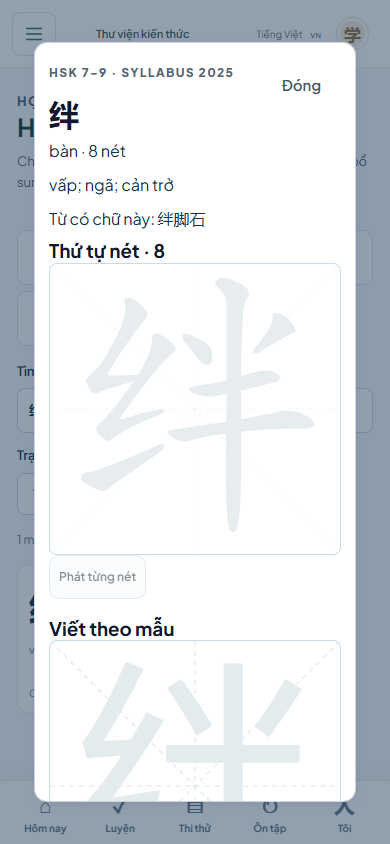 Thư viện kiến thức
Tiếng Việt VN
学
HSK 7–9 · SYLLABUS 2025
Đóng
绊
bàn · 8 nét
vấp; ngã; cản trở
Từ có chữ này: 绊脚石
Thứ tự nét · 8
绊
Phát từng nét
Viết theo mẫu
绊
Hôm nay
Luyện
Thi thử
Ôn tập
Tôi